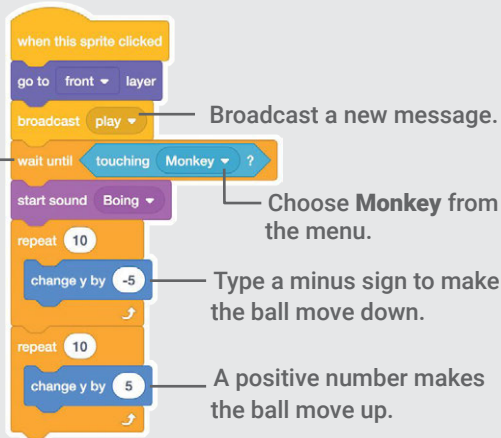 when this sprite clicked
go to front layer
broadcast play
Broadcast a new message.
wait until touching Monkey ?
Choose Monkey from
the menu.
start sound Boing
repeat 10
change y by -5
Type a minus sign to make
the ball move down.
repeat 10
change y by 5
A positive number makes
the ball move up.